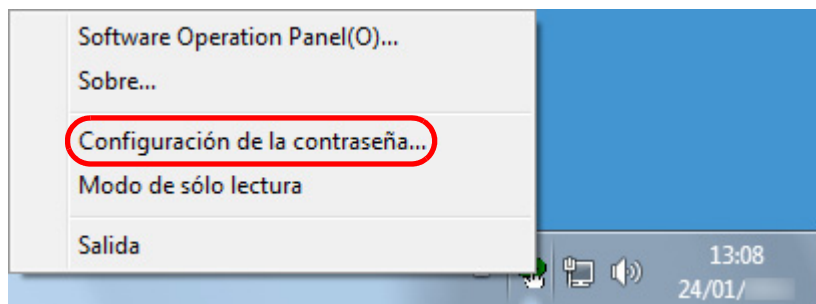 Software Operation Panel(O)...
Sobre...
Configuración de la contraseña...
Modo de sólo lectura
Salida
13:08
24/01/